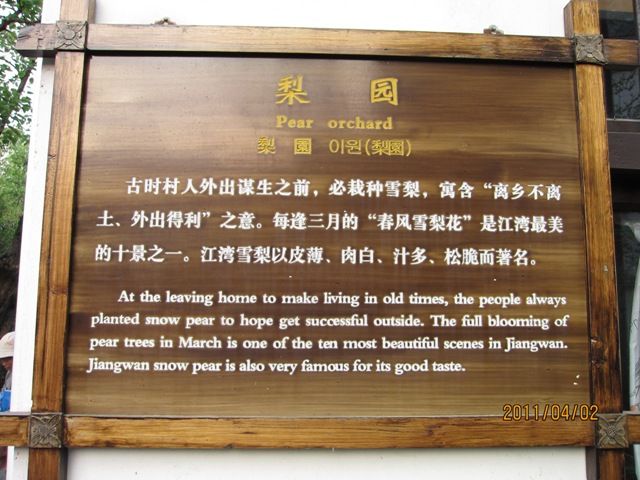 梨 园
Pear orchard
梨 園 이원(梨園)
古时村人外出谋生之前，必栽种雪梨，寓含“离乡不离
土、外出得利”之意。每逢三月的“春风雪梨花”是江湾最美
的十景之一。江湾雪梨以皮薄、肉白、汁多、松脆而著名。
At the leaving home to make living in old times, the people always
planted snow pear to hope get successful outside. The full blooming of
pear trees in March is one of the ten most beautiful scenes in Jiangwan.
Jiangwan snow pear is also very famous for its good taste.
2011/04/02